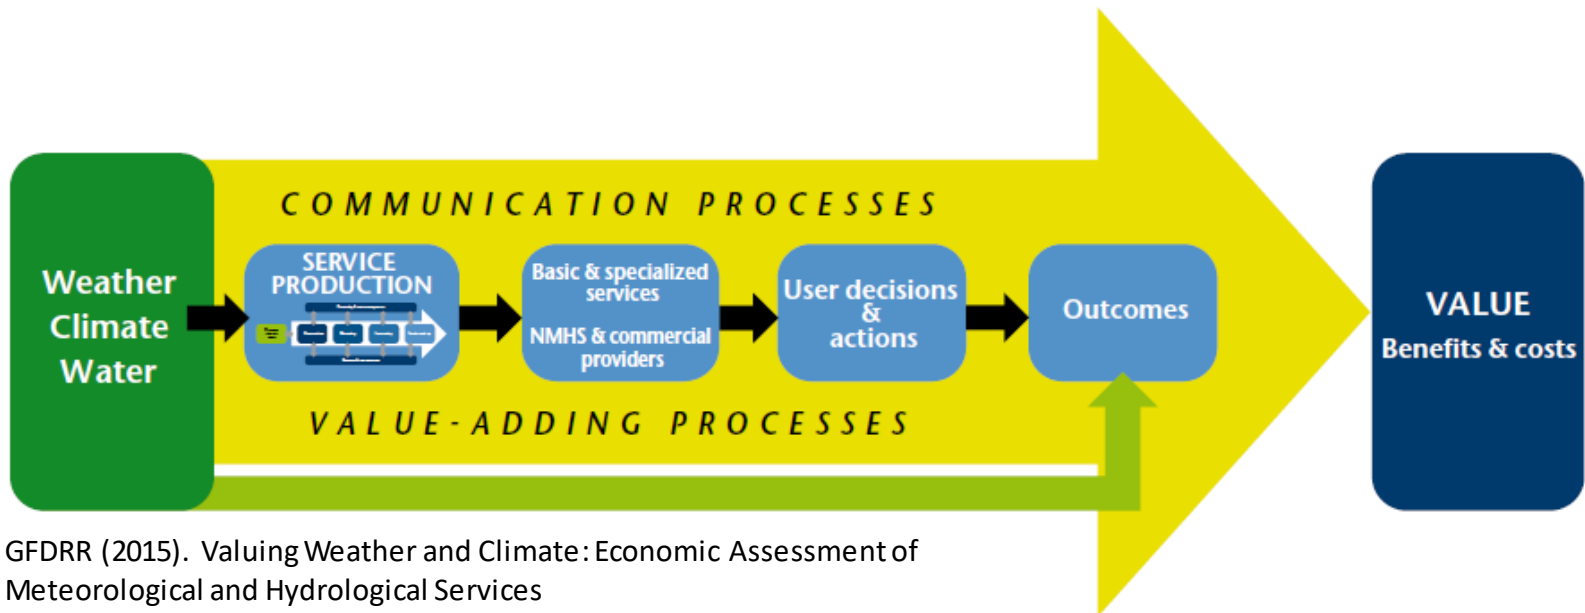 COMMUNICATION PROCESSES
Weather
Climate
Water
SERVICE
PRODUCTION
Basic & specialized
services
NMHS & commercial
providers
User decisions
&
actions
Outcomes
VALUE
Benefits & costs
VALUE-ADDING PROCESSES
GFDRR (2015). Valuing Weather and Climate: Economic Assessment of
Meteorological and Hydrological Services